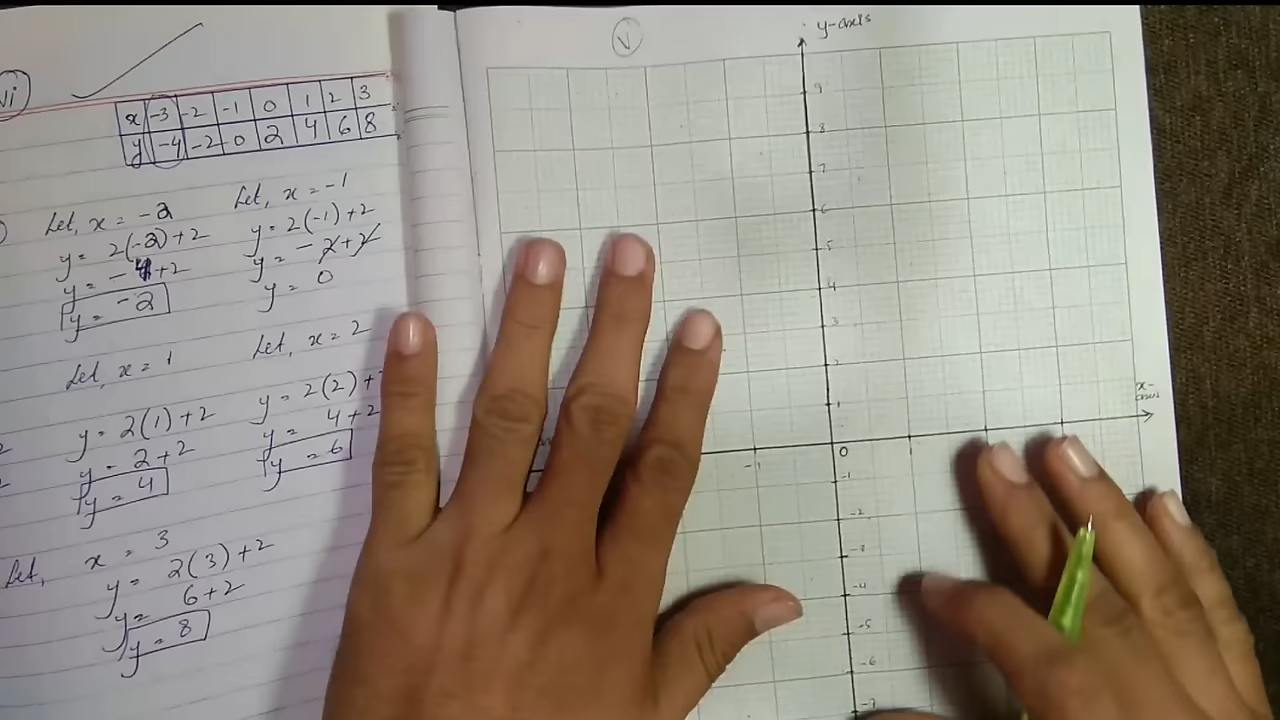 vi
x -3 -2 -1 0 1 2 3
y -4 -2 0 2 4 6 8
Let, x = -2
y = 2(-2)+2
y = -4+2
y = -2
Let, x = -1
y = 2(-1)+2
y = -2+2
y = 0
Let, x = 1
y = 2(1)+2
y = 2+2
y = 4
Let, x = 2
y = 2(2)+
y = 4+2
y = 6
Let, x = 3
y = 2(3)+2
y = 6+2
y = 8
V
y-axis
9
8
7
6
5
4
3
2
1
x-axis
-1 0
-1
-2
-3
-4
-5
-6
-7